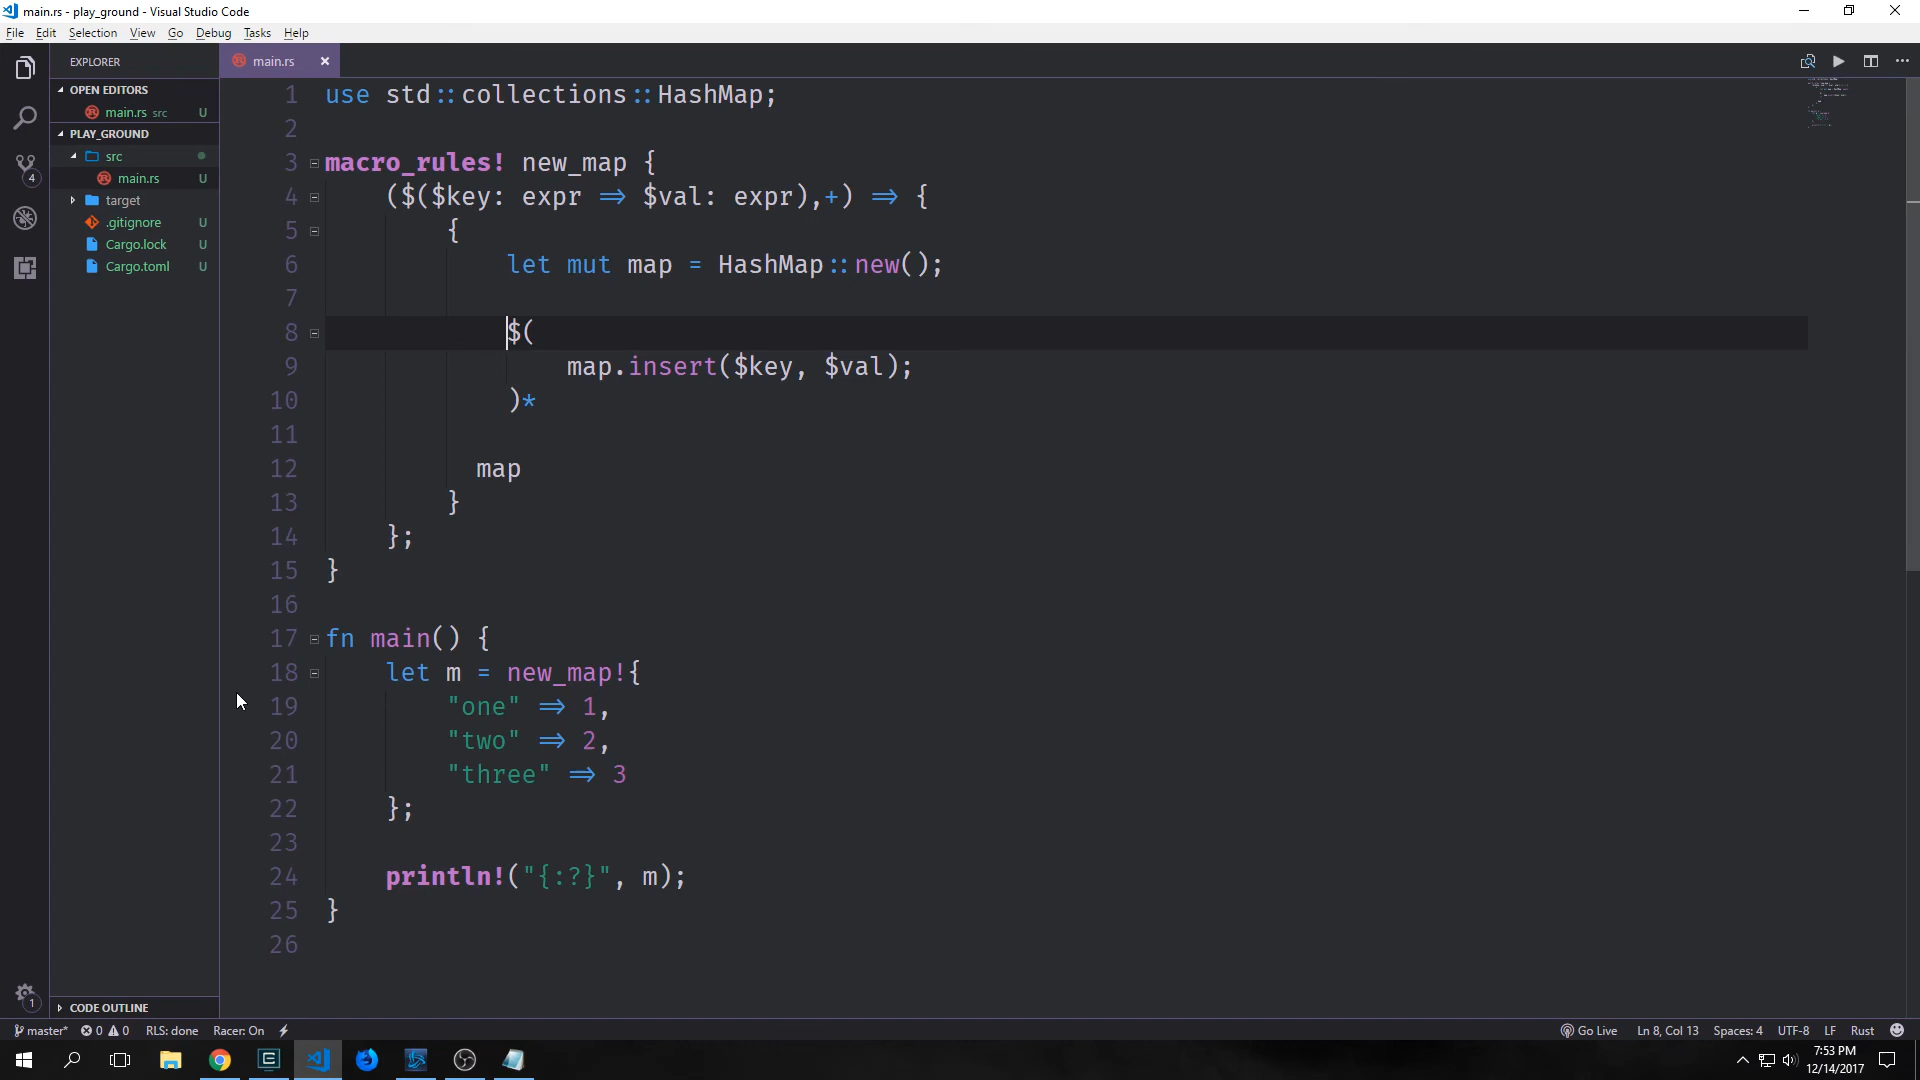 main.rs - play_ground - Visual Studio Code
File Edit Selection View Go Debug Tasks Help
EXPLORER
OPEN EDITORS
main.rs src U
PLAY_GROUND
src
main.rs U
target
.gitignore U
Cargo.lock U
Cargo.toml U
CODE OUTLINE
4
1
main.rs
1 use std::collections::HashMap;
2
3 macro_rules! new_map {
4 ($($key: expr => $val: expr),+) => {
5 {
6 let mut map = HashMap::new();
7
8 $(
9 map.insert($key, $val);
10 )*
11
12 map
13 }
14 };
15 }
16
17 fn main() {
18 let m = new_map!{
19 "one" => 1,
20 "two" => 2,
21 "three" => 3
22 };
23
24 println!("{:?}", m);
25 }
26
master* 0 0 RLS: done Racer: On Go Live Ln 8, Col 13 Spaces: 4 UTF-8 LF Rust
7:53 PM
12/14/2017